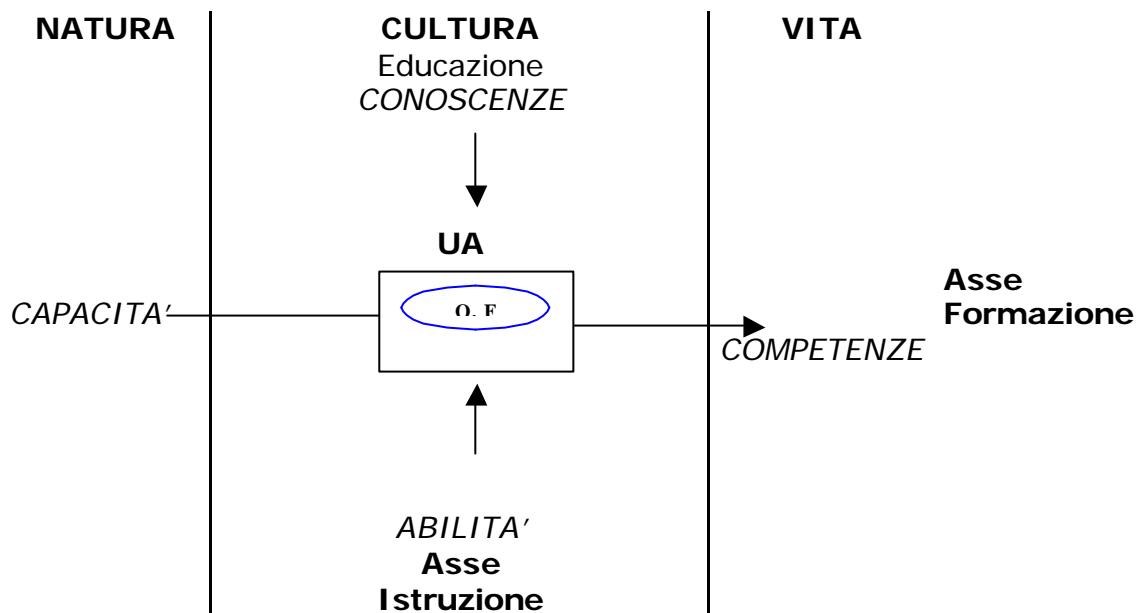 NATURA
CULTURA
VITA
Educazione
CONOSCENZE
UA
O. F
CAPACITA'
Asse
Formazione
COMPETENZE
ABILITA'
Asse
Istruzione